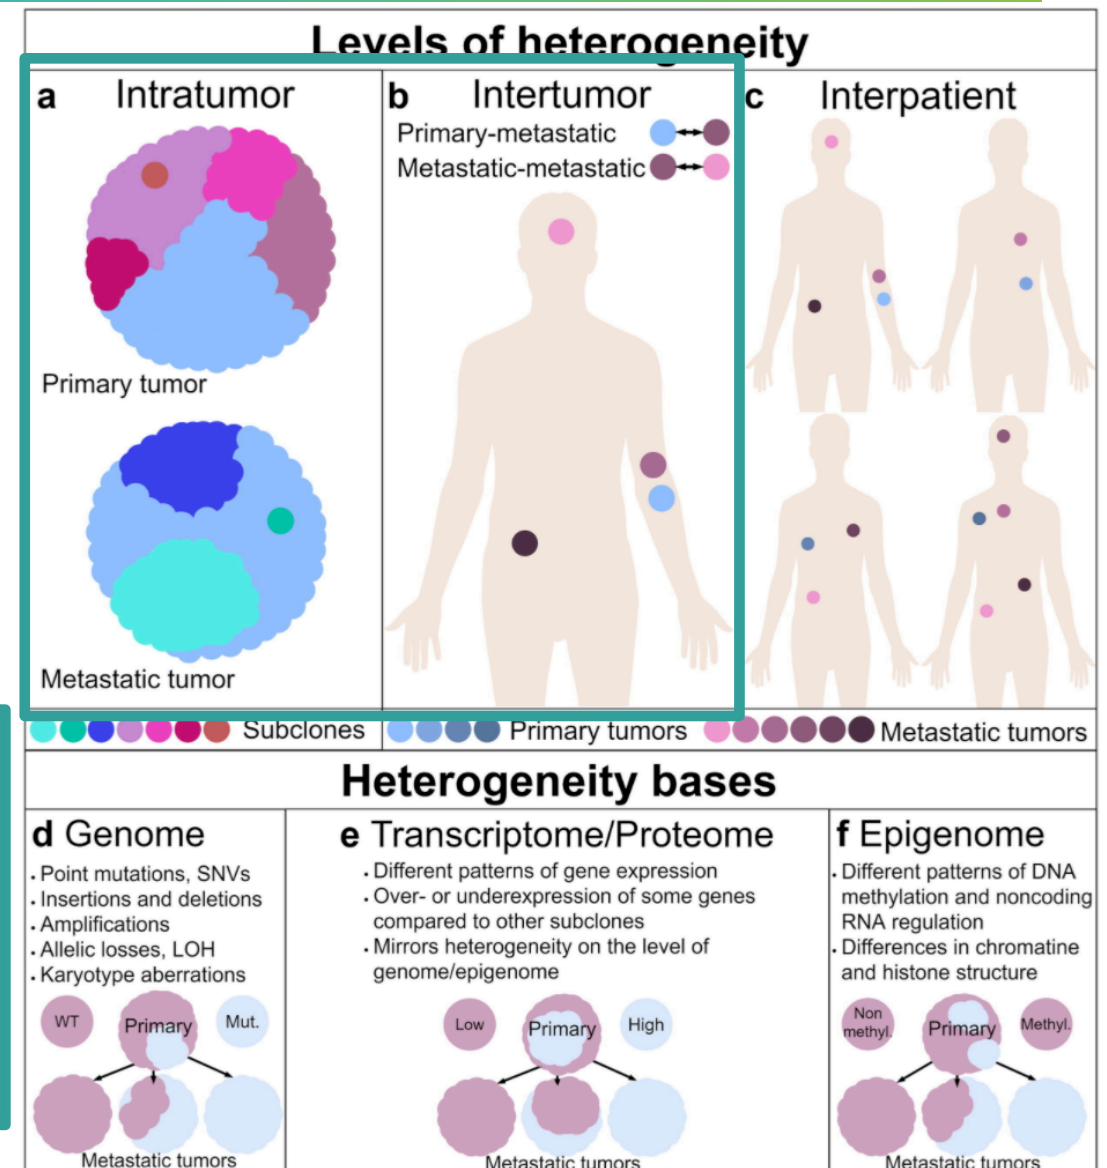 Levels of heterogeneity
a Intratumor
Primary tumor
Metastatic tumor
b Intertumor
Primary-metastatic
Metastatic-metastatic
c Interpatient
Subclones
Primary tumors
Metastatic tumors
Heterogeneity bases
d Genome
. Point mutations, SNVs
. Insertions and deletions
. Amplifications
. Allelic losses, LOH
. Karyotype aberrations
WT
Primary
Mut.
Metastatic tumors
e Transcriptome/Proteome
. Different patterns of gene expression
. Over- or underexpression of some genes
compared to other subclones
. Mirrors heterogeneity on the level of
genome/epigenome
Low
Primary
High
Metastatic tumors
f Epigenome
. Different patterns of DNA
methylation and noncoding
RNA regulation
. Differences in chromatine
and histone structure
Non
methyl.
Primary
Methyl.
Metastatic tumors